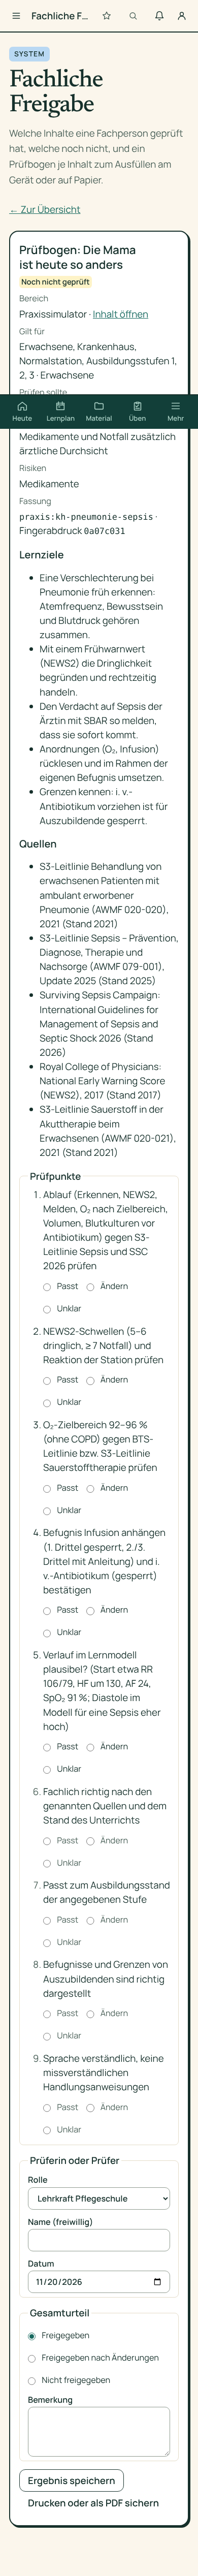 Fachliche F...
SYSTEM
Fachliche
Freigabe
Welche Inhalte eine Fachperson geprüft
hat, welche noch nicht, und ein
Prüfbogen je Inhalt zum Ausfüllen am
Gerät oder auf Papier.
← Zur Übersicht
Prüfbogen: Die Mama
ist heute so anders
Noch nicht geprüft
Bereich
Praxissimulator · Inhalt öffnen
Gilt für
Erwachsene, Krankenhaus,
Normalstation, Ausbildungsstufen 1,
2, 3 · Erwachsene
Prüfen sollte
Heute
Lernplan
Material
Üben
Mehr
Medikamente und Notfall zusätzlich
ärztliche Durchsicht
Risiken
Medikamente
Fassung
praxis:kh-pneumonie-sepsis ·
Fingerabdruck 0a07c031
Lernziele
• Eine Verschlechterung bei
Pneumonie früh erkennen:
Atemfrequenz, Bewusstsein
und Blutdruck gehören
zusammen.
• Mit einem Frühwarnwert
(NEWS2) die Dringlichkeit
begründen und rechtzeitig
handeln.
• Den Verdacht auf Sepsis der
Ärztin mit SBAR so melden,
dass sie sofort kommt.
• Anordnungen (O₂, Infusion)
rücklesen und im Rahmen der
eigenen Befugnis umsetzen.
• Grenzen kennen: i. v.-
Antibiotikum vorziehen ist für
Auszubildende gesperrt.
Quellen
• S3-Leitlinie Behandlung von
erwachsenen Patienten mit
ambulant erworbener
Pneumonie (AWMF 020-020),
2021 (Stand 2021)
• S3-Leitlinie Sepsis – Prävention,
Diagnose, Therapie und
Nachsorge (AWMF 079-001),
Update 2025 (Stand 2025)
• Surviving Sepsis Campaign:
International Guidelines for
Management of Sepsis and
Septic Shock 2026 (Stand
2026)
• Royal College of Physicians:
National Early Warning Score
(NEWS2), 2017 (Stand 2017)
• S3-Leitlinie Sauerstoff in der
Akuttherapie beim
Erwachsenen (AWMF 020-021),
2021 (Stand 2021)
Prüfpunkte
1. Ablauf (Erkennen, NEWS2,
Melden, O₂ nach Zielbereich,
Volumen, Blutkulturen vor
Antibiotikum) gegen S3-
Leitlinie Sepsis und SSC
2026 prüfen
Passt Ändern
Unklar
2. NEWS2-Schwellen (5–6
dringlich, ≥ 7 Notfall) und
Reaktion der Station prüfen
Passt Ändern
Unklar
3. O₂-Zielbereich 92–96 %
(ohne COPD) gegen BTS-
Leitlinie bzw. S3-Leitlinie
Sauerstofftherapie prüfen
Passt Ändern
Unklar
4. Befugnis Infusion anhängen
(1. Drittel gesperrt, 2./3.
Drittel mit Anleitung) und i.
v.-Antibiotikum (gesperrt)
bestätigen
Passt Ändern
Unklar
5. Verlauf im Lernmodell
plausibel? (Start etwa RR
106/79, HF um 130, AF 24,
SpO₂ 91 %; Diastole im
Modell für eine Sepsis eher
hoch)
Passt Ändern
Unklar
6. Fachlich richtig nach den
genannten Quellen und dem
Stand des Unterrichts
Passt Ändern
Unklar
7. Passt zum Ausbildungsstand
der angegebenen Stufe
Passt Ändern
Unklar
8. Befugnisse und Grenzen von
Auszubildenden sind richtig
dargestellt
Passt Ändern
Unklar
9. Sprache verständlich, keine
missverständlichen
Handlungsanweisungen
Passt Ändern
Unklar
Prüferin oder Prüfer
Rolle
Lehrkraft Pflegeschule
Name (freiwillig)
Datum
11/20/2026
Gesamturteil
Freigegeben
Freigegeben nach Änderungen
Nicht freigegeben
Bemerkung
Ergebnis speichern
Drucken oder als PDF sichern